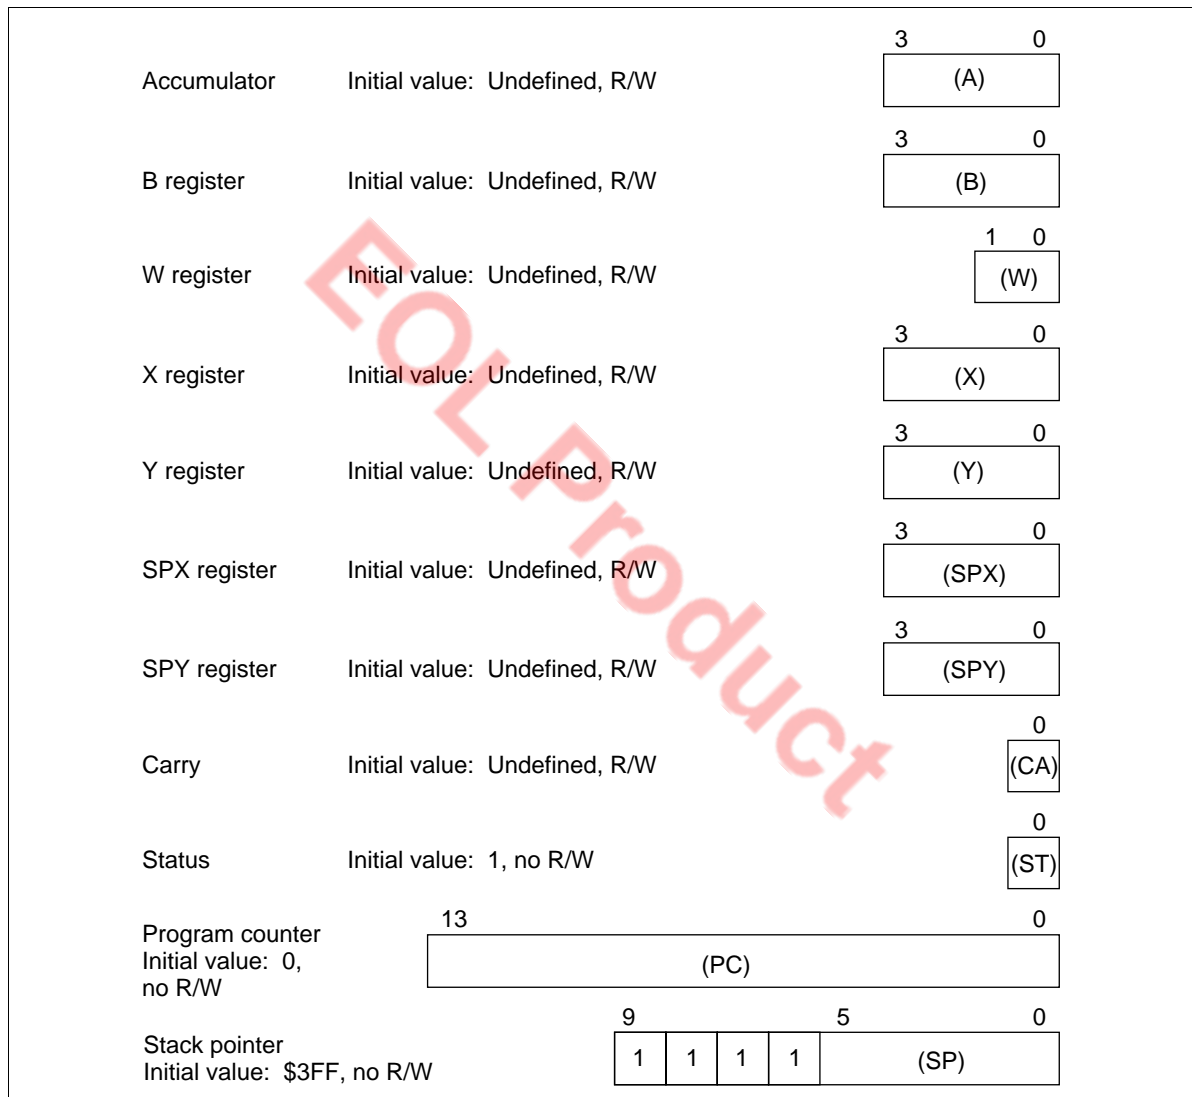 3 0
Accumulator Initial value: Undefined, R/W (A)
3 0
B register Initial value: Undefined, R/W (B)
1 0
W register Initial value: Undefined, R/W (W)
3 0
X register Initial value: Undefined, R/W (X)
3 0
Y register Initial value: Undefined, R/W (Y)
3 0
SPX register Initial value: Undefined, R/W (SPX)
3 0
SPY register Initial value: Undefined, R/W (SPY)
0
Carry Initial value: Undefined, R/W (CA)
0
Status Initial value: 1, no R/W (ST)
13 0
Program counter
Initial value: 0, (PC)
no R/W
9 5 0
Stack pointer
1 1 1 1 (SP)
Initial value: $3FF, no R/W
EOL Product